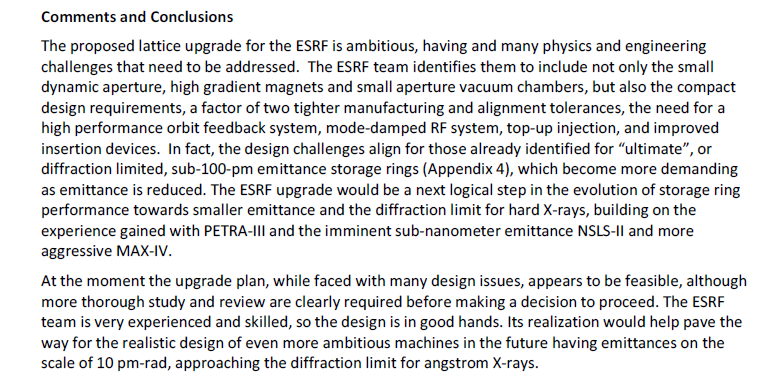 Comments and Conclusions
The proposed lattice upgrade for the ESRF is ambitious, having and many physics and engineering
challenges that need to be addressed.  The ESRF team identifies them to include not only the small
dynamic aperture, high gradient magnets and small aperture vacuum chambers, but also the compact
design requirements, a factor of two tighter manufacturing and alignment tolerances, the need for a
high performance orbit feedback system, mode-damped RF system, top-up injection, and improved
insertion devices.  In fact, the design challenges align for those already identified for “ultimate”, or
diffraction limited, sub-100-pm emittance storage rings (Appendix 4), which become more demanding
as emittance is reduced. The ESRF upgrade would be a next logical step in the evolution of storage ring
performance towards smaller emittance and the diffraction limit for hard X-rays, building on the
experience gained with PETRA-III and the imminent sub-nanometer emittance NSLS-II and more
aggressive MAX-IV.
At the moment the upgrade plan, while faced with many design issues, appears to be feasible, although
more thorough study and review are clearly required before making a decision to proceed. The ESRF
team is very experienced and skilled, so the design is in good hands. Its realization would help pave the
way for the realistic design of even more ambitious machines in the future having emittances on the
scale of 10 pm-rad, approaching the diffraction limit for angstrom X-rays.